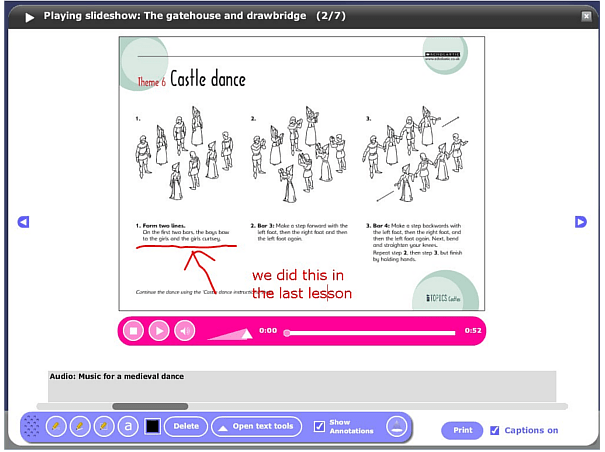 Playing slideshow: The gatehouse and drawbridge (2/7)
SCHOLASTIC
www.scholastic.co.uk
Theme 6 Castle dance
1.
2.
3.
1. Form two lines.
On the first two bars, the boys bow
to the girls and the girls curtsey.
2. Bar 3: Make a step forward with the
left foot, then the right foot and then
the left foot again.
3. Bar 4: Make a step backwards with
the left foot, then the right foot, and
then the left foot again. Next, bend
and straighten your knees.
Repeat step 2, then step 3, but finish
by holding hands.
we did this in
the last lesson
Continue the dance using the 'Castle dance instruct
TOPICS Castles
0:00
0:52
Audio: Music for a medieval dance
a
Delete
Open text tools
Show
Annotations
Print
Captions on